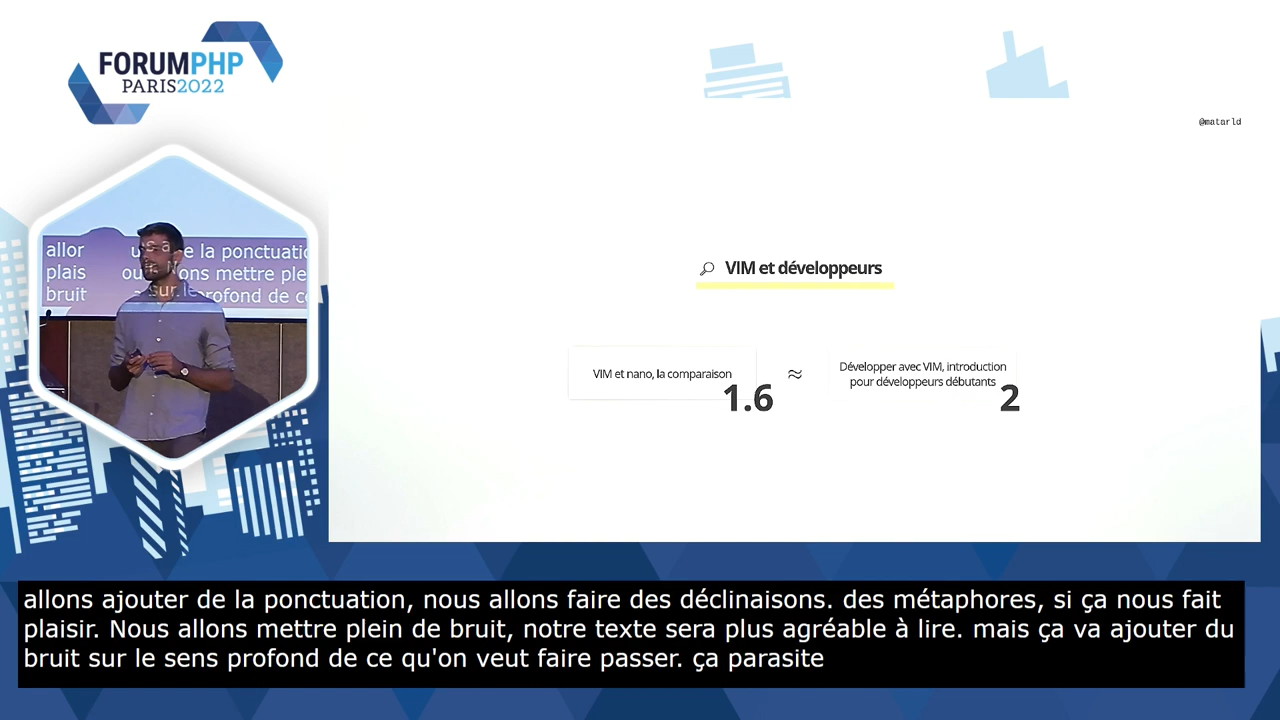 FORUMPHP
PARIS2022
@matarld
VIM et développeurs
VIM et nano, la comparaison
1.6
≈
Développer avec VIM, introduction
pour développeurs débutants
2
allons ajouter de la ponctuation, nous allons faire des déclinaisons. des métaphores, si ça nous fait
plaisir. Nous allons mettre plein de bruit, notre texte sera plus agréable à lire. mais ça va ajouter du
bruit sur le sens profond de ce qu'on veut faire passer. ça parasite